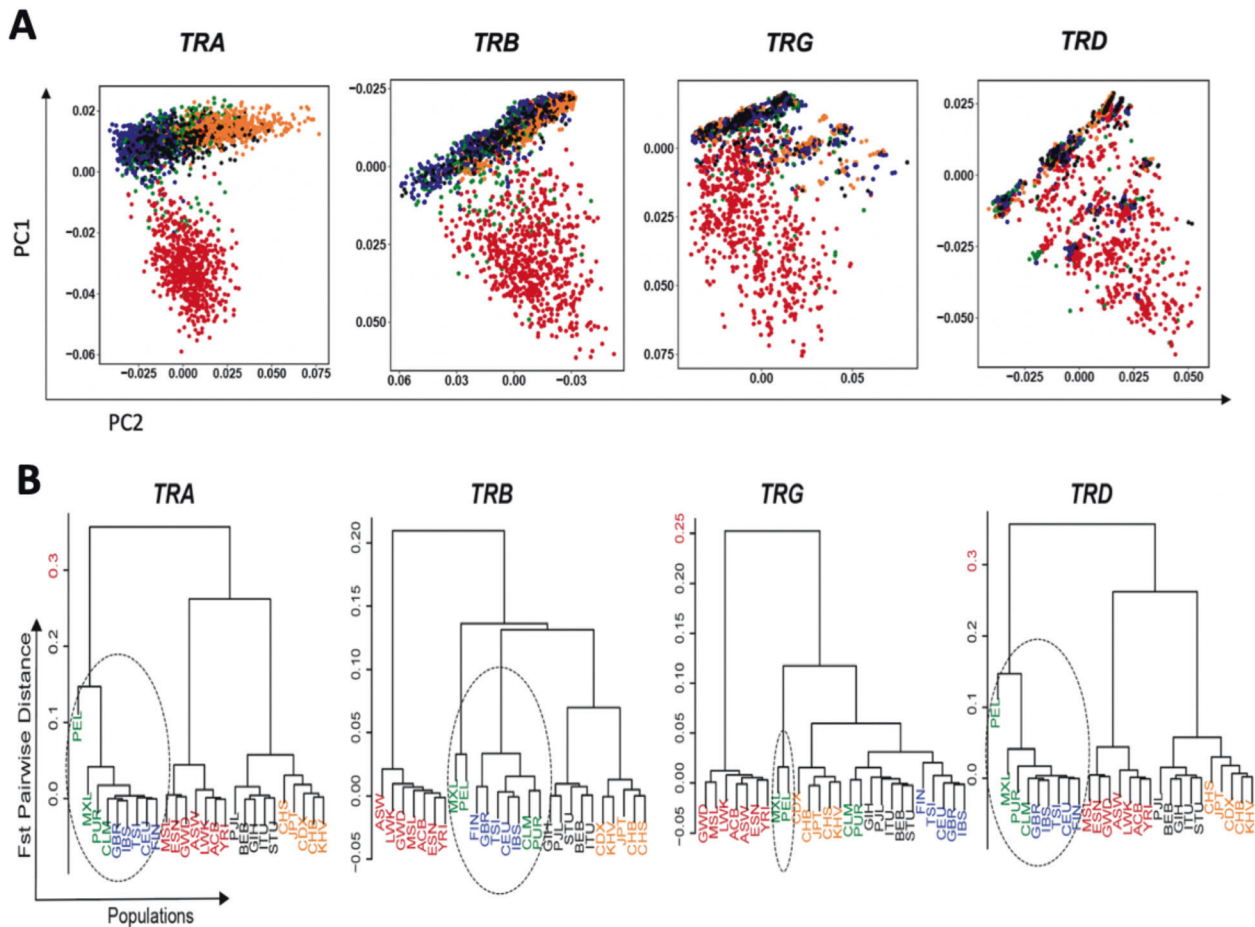 A
TRA TRB TRG TRD
PC1
0.02
0.00
−0.02
−0.04
−0.06
−0.025 0.000 0.025 0.050 0.075
−0.025
0.000
0.025
0.050
0.06 0.03 0.00 −0.03
0.000
0.025
0.050
0.075
0.00 0.05
0.025
0.000
−0.025
−0.050
−0.025 0.000 0.025 0.050
PC2
B
TRA TRB TRG TRD
Fst Pairwise Distance
0.3
0.2
0.1
0.0
PEL MXL PUR CLM GBR IBS TSI CEU FIN MSL ESN GWD ASW LWK ACB YRI PJL BEB GIH ITU STU CHS JPT CDX KHV
0.20
0.15
0.10
0.05
0.00
−0.05
ASW LWK GWD MSL ACB ESN YRI MXL PEL FIN GBR TSI CEU IBS CLM PUR GIH PJL STU BEB ITU CDX KHV JPT CHB CHS
0.25
0.20
0.15
0.10
0.05
0.00
−0.05
GWD MSL LWK ACB ASW ESN YRI MXL PEL CDX CHB JPT CHS KHV CLM PUR GIH PJL ITU BEB STU FIN TSI CEU GBR IBS
0.3
0.2
0.1
0.0
PEL MXL PUR CLM GBR IBS TSI CEU FIN MSL ESN GWD ASW LWK ACB YRI PJL BEB GIH ITU STU CHS JPT CDX CHB KHV
Populations